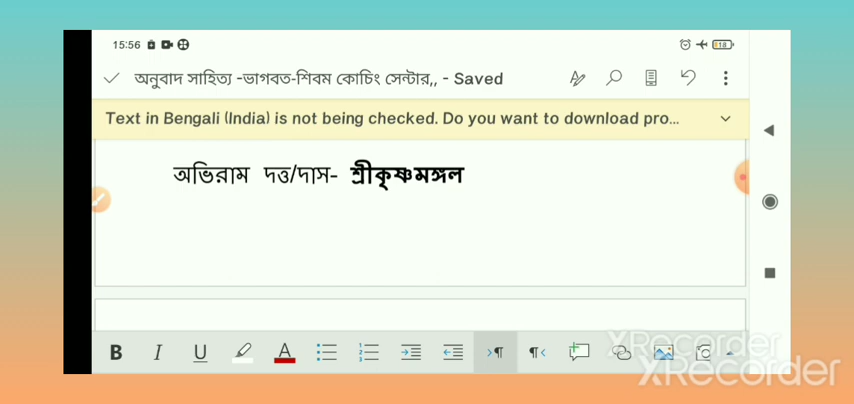 15:56
18
অনুবাদ সাহিত্য -ভাগবত-শিবম কোচিং সেন্টার,, - Saved
Text in Bengali (India) is not being checked. Do you want to download pro...
অভিরাম দত্ত/দাস- শ্রীকৃষ্ণমঙ্গল
B I U A
XRecorder
XRecorder